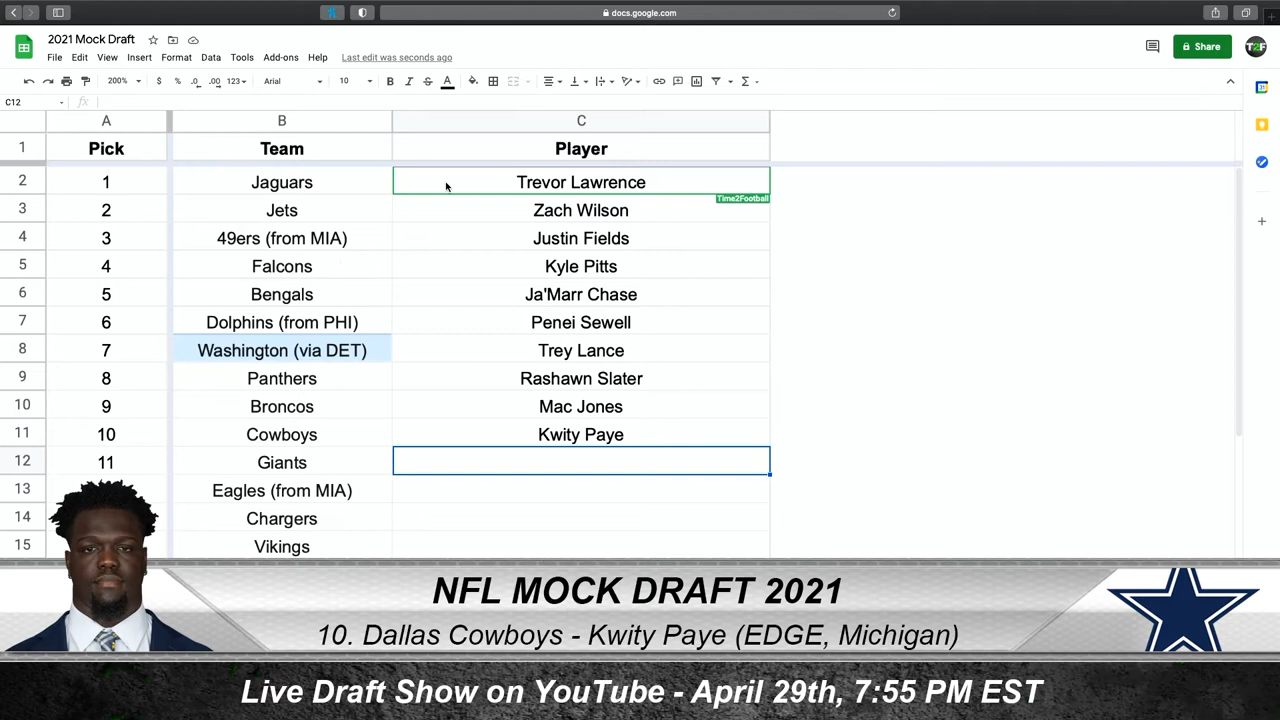 docs.google.com
2021 Mock Draft
File Edit View Insert Format Data Tools Add-ons Help Last edit was seconds ago
Share
T2F
200% $ % .0 .00 123 Arial 10 B I S A
C12 fx
A B C
1 Pick Team Player
2 1 Jaguars Trevor Lawrence
Time2Football
3 2 Jets Zach Wilson
4 3 49ers (from MIA) Justin Fields
5 4 Falcons Kyle Pitts
6 5 Bengals Ja'Marr Chase
7 6 Dolphins (from PHI) Penei Sewell
8 7 Washington (via DET) Trey Lance
9 8 Panthers Rashawn Slater
10 9 Broncos Mac Jones
11 10 Cowboys Kwity Paye
12 11 Giants
13 Eagles (from MIA)
14 Chargers
15 Vikings
NFL MOCK DRAFT 2021
10. Dallas Cowboys - Kwity Paye (EDGE, Michigan)
Live Draft Show on YouTube - April 29th, 7:55 PM EST